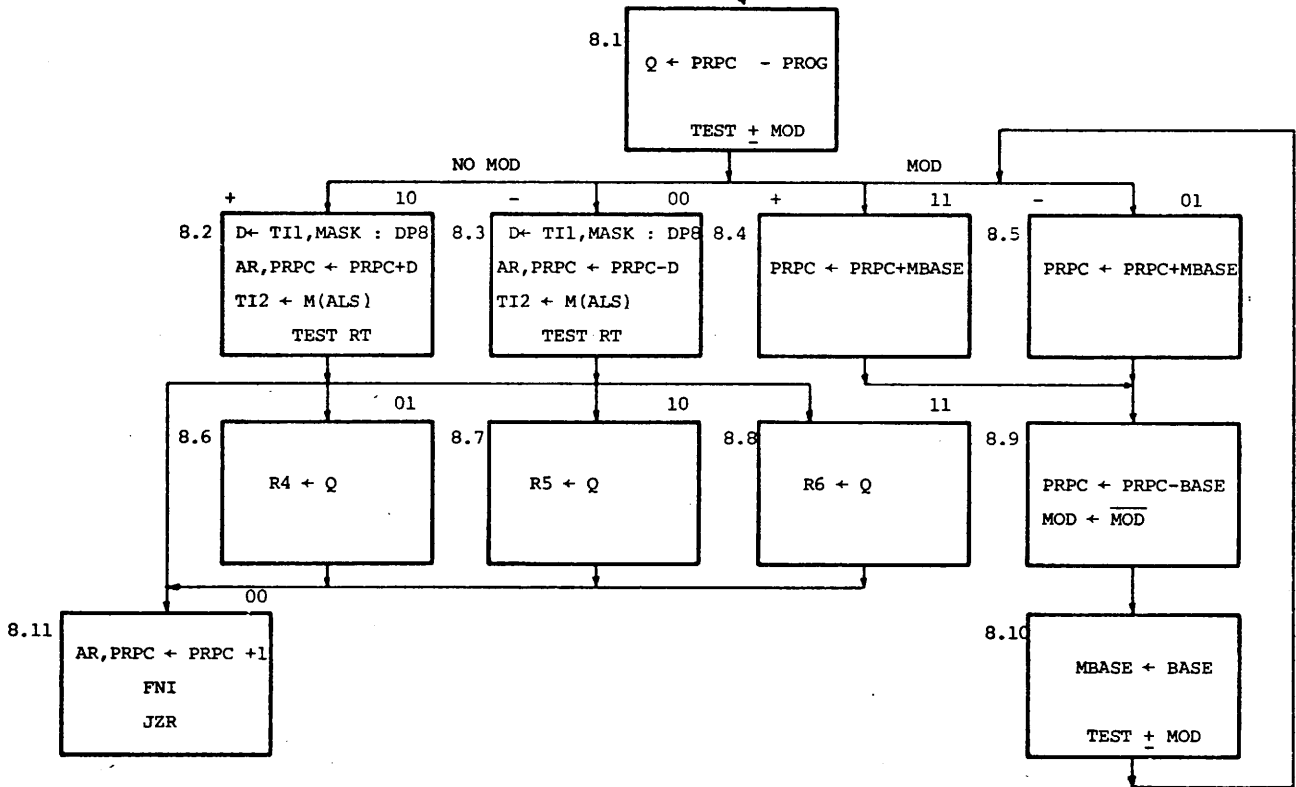 8.1
Q ← PRPC - PROG
TEST ± MOD
NO MOD
MOD
+ 10
- 00
+ 11
- 01
8.2
D← TI1,MASK : DP8
AR,PRPC ← PRPC+D
TI2 ← M(ALS)
TEST RT
8.3
D← TI1,MASK : DP8
AR,PRPC ← PRPC-D
TI2 ← M(ALS)
TEST RT
8.4
PRPC ← PRPC+MBASE
8.5
PRPC ← PRPC+MBASE
01
10
11
8.6
R4 ← Q
8.7
R5 ← Q
8.8
R6 ← Q
8.9
PRPC ← PRPC-BASE
MOD ← \overline{MOD}
00
8.11
AR,PRPC ← PRPC +1
FNI
JZR
8.10
MBASE ← BASE
TEST ± MOD